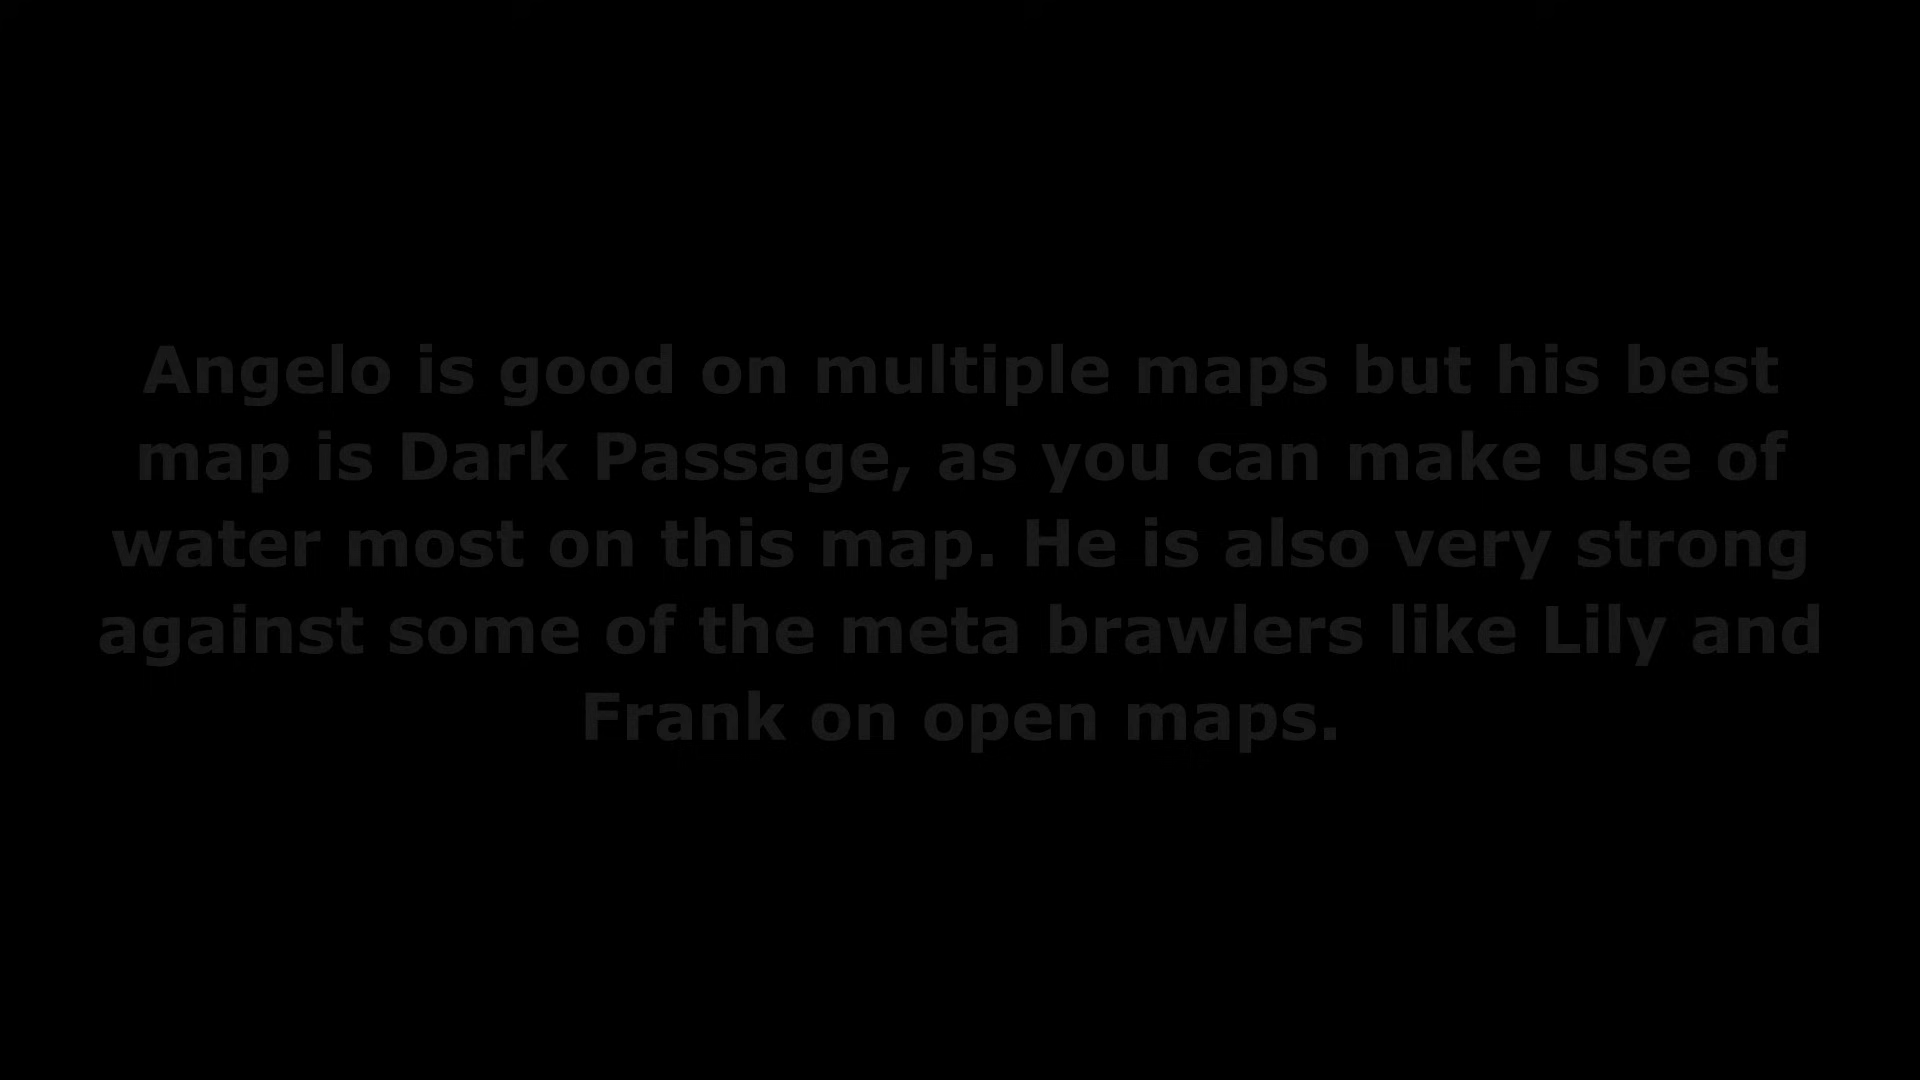 Angelo is good on multiple maps but his best
map is Dark Passage, as you can make use of
water most on this map. He is also very strong
against some of the meta brawlers like Lily and
Frank on open maps.